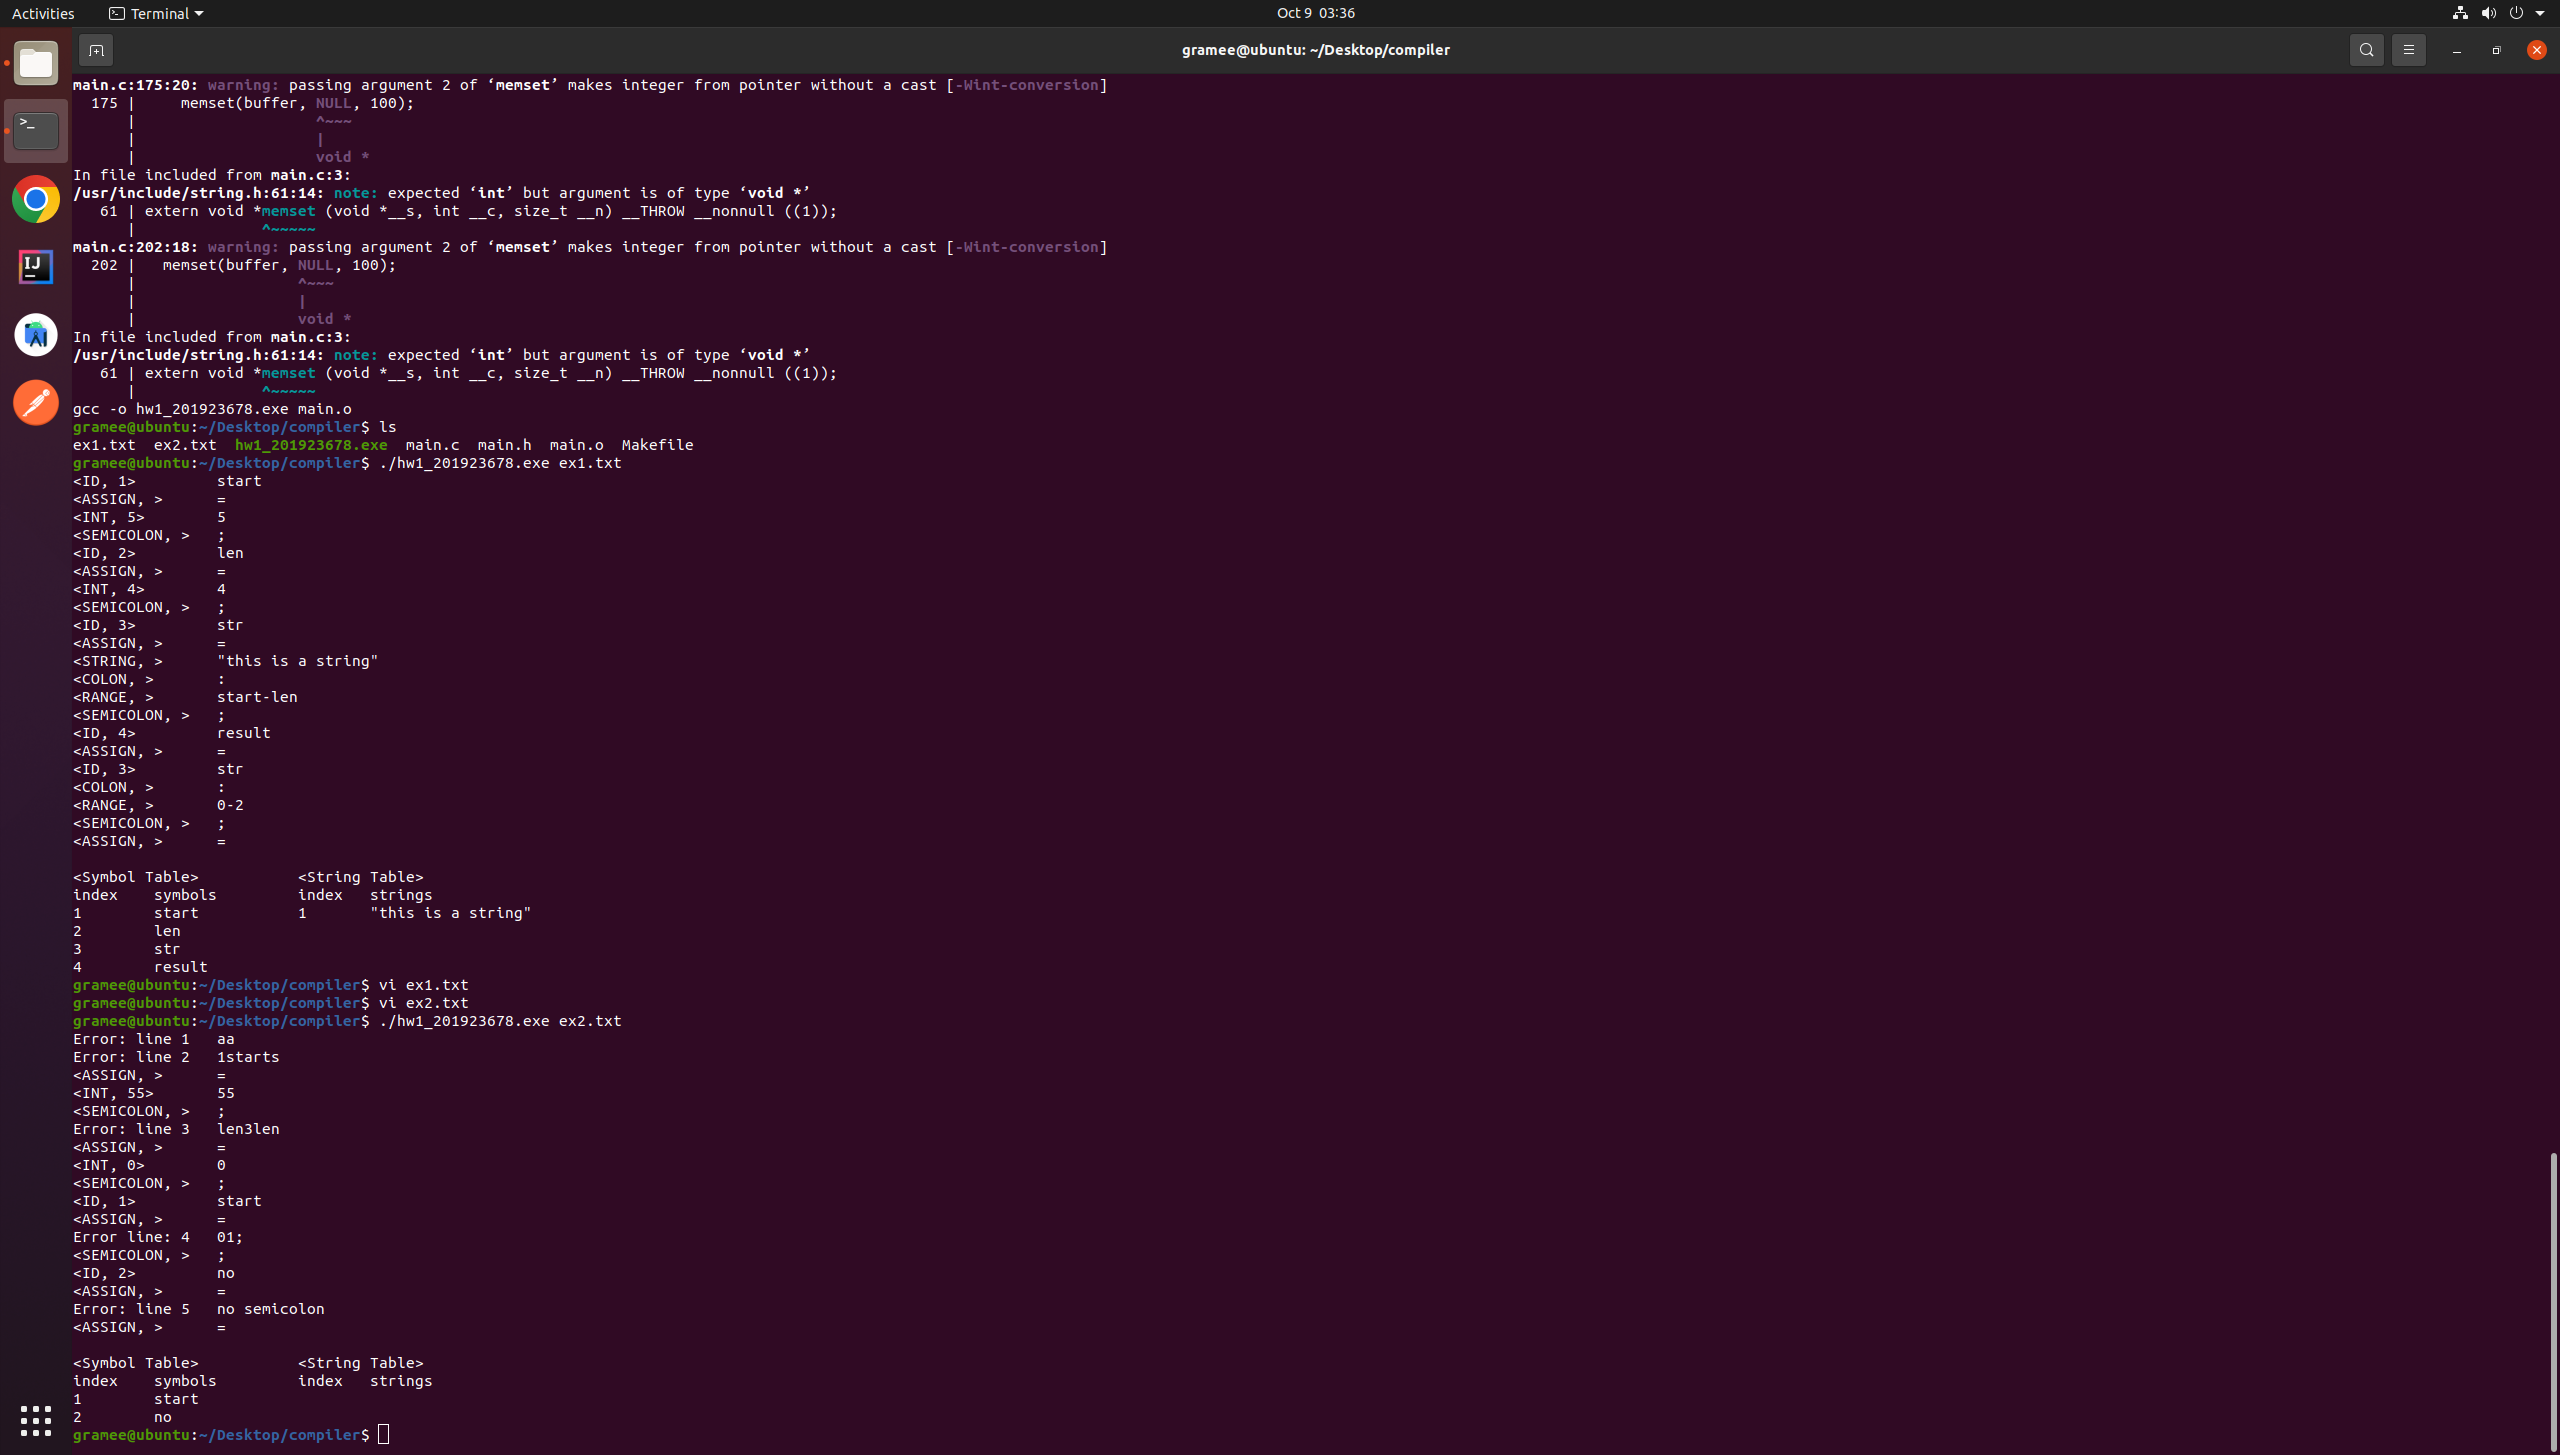 Activities Terminal Oct 9 03:36
gramee@ubuntu: ~/Desktop/compiler
main.c:175:20: warning: passing argument 2 of ‘memset’ makes integer from pointer without a cast [-Wint-conversion]
175 | memset(buffer, NULL, 100);
| ^~~~
| |
| void *
In file included from main.c:3:
/usr/include/string.h:61:14: note: expected ‘int’ but argument is of type ‘void *’
61 | extern void *memset (void *__s, int __c, size_t __n) __THROW __nonnull ((1));
| ^~~~~~
main.c:202:18: warning: passing argument 2 of ‘memset’ makes integer from pointer without a cast [-Wint-conversion]
202 | memset(buffer, NULL, 100);
| ^~~~
| |
| void *
In file included from main.c:3:
/usr/include/string.h:61:14: note: expected ‘int’ but argument is of type ‘void *’
61 | extern void *memset (void *__s, int __c, size_t __n) __THROW __nonnull ((1));
| ^~~~~~
gcc -o hw1_201923678.exe main.o
gramee@ubuntu:~/Desktop/compiler$ ls
ex1.txt ex2.txt hw1_201923678.exe main.c main.h main.o Makefile
gramee@ubuntu:~/Desktop/compiler$ ./hw1_201923678.exe ex1.txt
<ID, 1> start
<ASSIGN, > =
<INT, 5> 5
<SEMICOLON, > ;
<ID, 2> len
<ASSIGN, > =
<INT, 4> 4
<SEMICOLON, > ;
<ID, 3> str
<ASSIGN, > =
<STRING, > "this is a string"
<COLON, > :
<RANGE, > start-len
<SEMICOLON, > ;
<ID, 4> result
<ASSIGN, > =
<ID, 3> str
<COLON, > :
<RANGE, > 0-2
<SEMICOLON, > ;
<ASSIGN, > =
<Symbol Table> <String Table>
index symbols index strings
1 start 1 "this is a string"
2 len
3 str
4 result
gramee@ubuntu:~/Desktop/compiler$ vi ex1.txt
gramee@ubuntu:~/Desktop/compiler$ vi ex2.txt
gramee@ubuntu:~/Desktop/compiler$ ./hw1_201923678.exe ex2.txt
Error: line 1 aa
Error: line 2 1starts
<ASSIGN, > =
<INT, 55> 55
<SEMICOLON, > ;
Error: line 3 len3len
<ASSIGN, > =
<INT, 0> 0
<SEMICOLON, > ;
<ID, 1> start
<ASSIGN, > =
Error line: 4 01;
<SEMICOLON, > ;
<ID, 2> no
<ASSIGN, > =
Error: line 5 no semicolon
<ASSIGN, > =
<Symbol Table> <String Table>
index symbols index strings
1 start
2 no
gramee@ubuntu:~/Desktop/compiler$